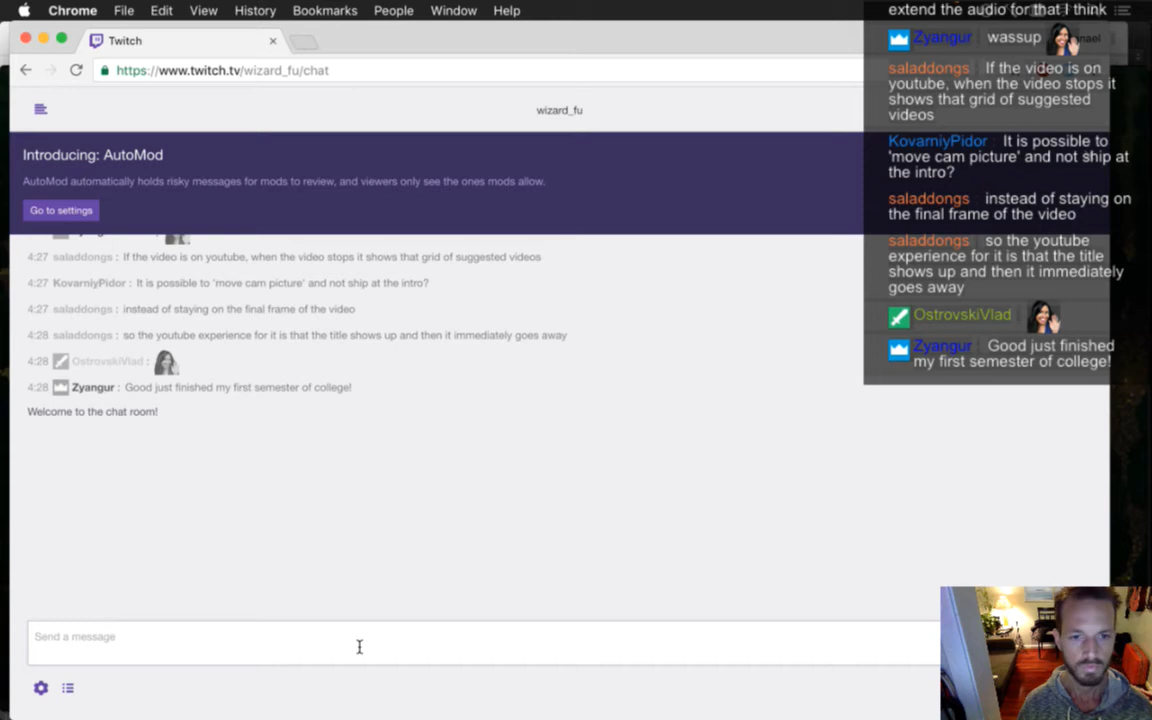 Chrome File Edit View History Bookmarks People Window Help
Twitch
https://www.twitch.tv/wizard_fu/chat
wizard_fu
Introducing: AutoMod
AutoMod automatically holds risky messages for mods to review, and viewers only see the ones mods allow.
Go to settings
4:27 saladdongs : If the video is on youtube, when the video stops it shows that grid of suggested videos
4:27 KovarniyPidor : It is possible to 'move cam picture' and not ship at the intro?
4:27 saladdongs : instead of staying on the final frame of the video
4:28 saladdongs : so the youtube experience for it is that the title shows up and then it immediately goes away
4:28 OstrovskiVlad :
4:28 Zyangur : Good just finished my first semester of college!
Welcome to the chat room!
Send a message
extend the audio for that I think
Zyangur wassup
saladdongs If the video is on
youtube, when the video stops it
shows that grid of suggested
videos
KovarniyPidor It is possible to
'move cam picture' and not ship at
the intro?
saladdongs instead of staying on
the final frame of the video
saladdongs so the youtube
experience for it is that the title
shows up and then it immediately
goes away
OstrovskiVlad
Zyangur Good just finished
my first semester of college!